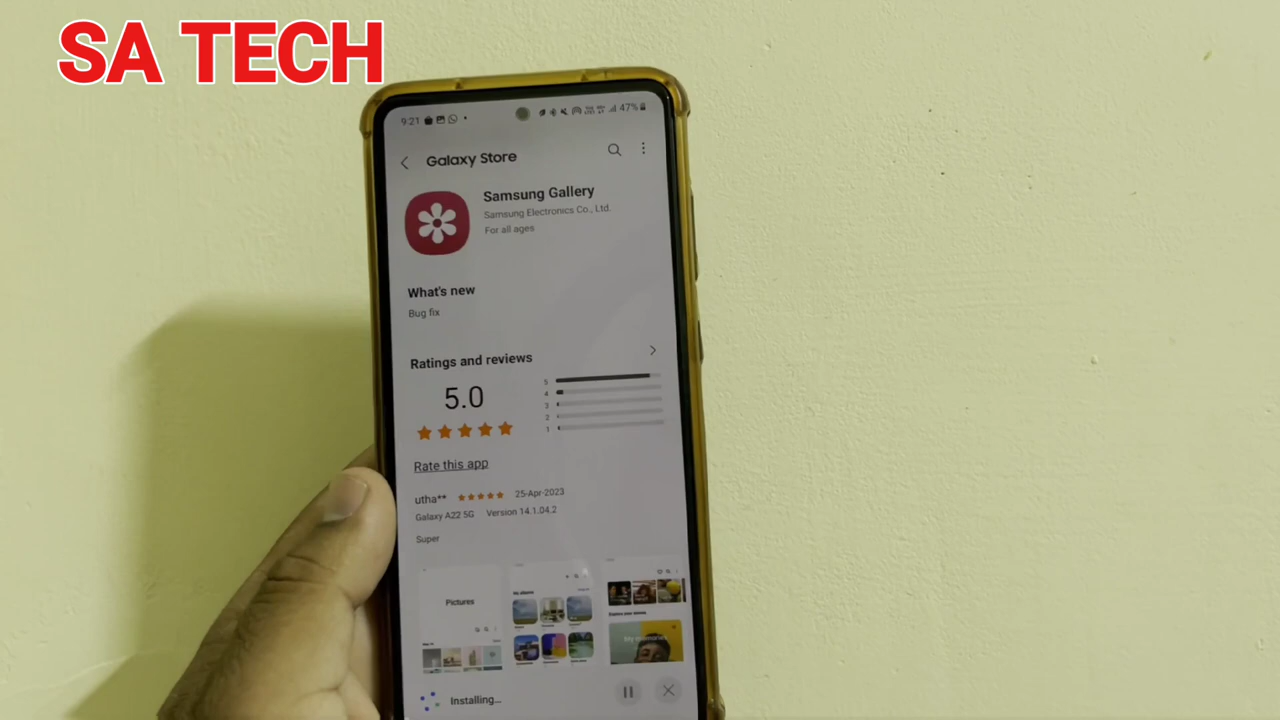 SA TECH
9:21 47%
Galaxy Store
Samsung Gallery
Samsung Electronics Co., Ltd.
For all ages
What's new
Bug fix
Ratings and reviews
5.0
5
4
3
2
1
Rate this app
utha** 25-Apr-2023
Galaxy A22 5G Version 14.1.04.2
Super
Pictures
My albums
Installing...